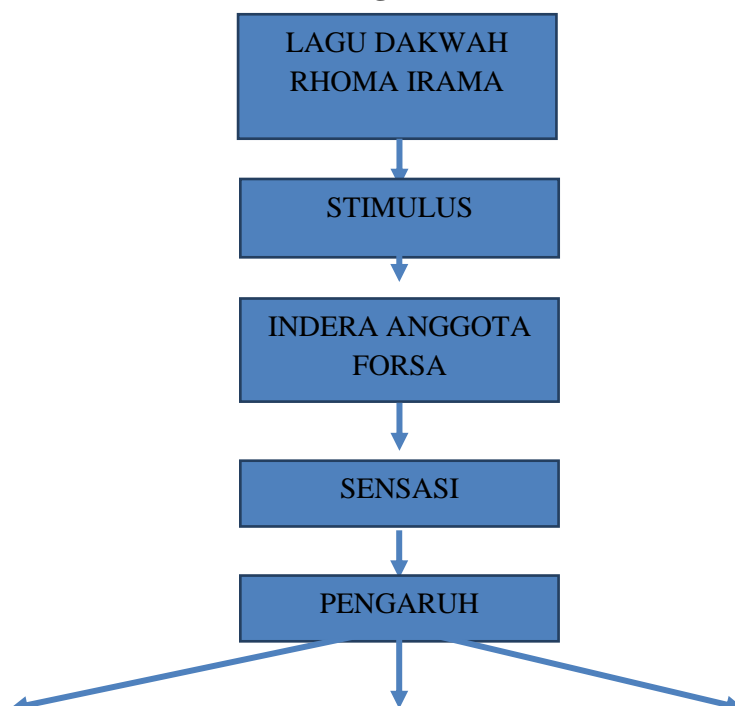 LAGU DAKWAH
RHOMA IRAMA
STIMULUS
INDERA ANGGOTA
FORSA
SENSASI
PENGARUH